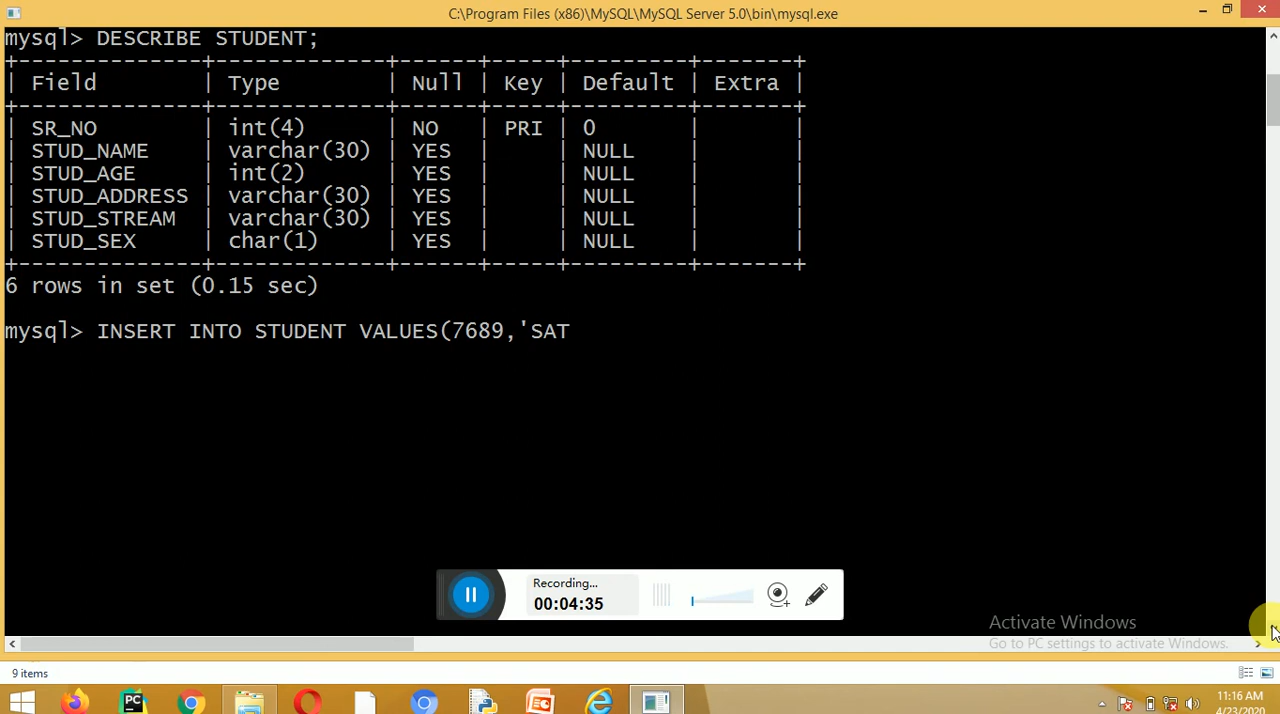 C:\Program Files (x86)\MySQL\MySQL Server 5.0\bin\mysql.exe
mysql> DESCRIBE STUDENT;
+---------------+--------------+------+-----+---------+-------+
| Field | Type | Null | Key | Default | Extra |
+---------------+--------------+------+-----+---------+-------+
| SR_NO | int(4) | NO | PRI | 0 | |
| STUD_NAME | varchar(30) | YES | | NULL | |
| STUD_AGE | int(2) | YES | | NULL | |
| STUD_ADDRESS | varchar(30) | YES | | NULL | |
| STUD_STREAM | varchar(30) | YES | | NULL | |
| STUD_SEX | char(1) | YES | | NULL | |
+---------------+--------------+------+-----+---------+-------+
6 rows in set (0.15 sec)
mysql> INSERT INTO STUDENT VALUES(7689,'SAT
Recording...
00:04:35
Activate Windows
Go to PC settings to activate Windows.
9 items
PC
11:16 AM
4/23/2020